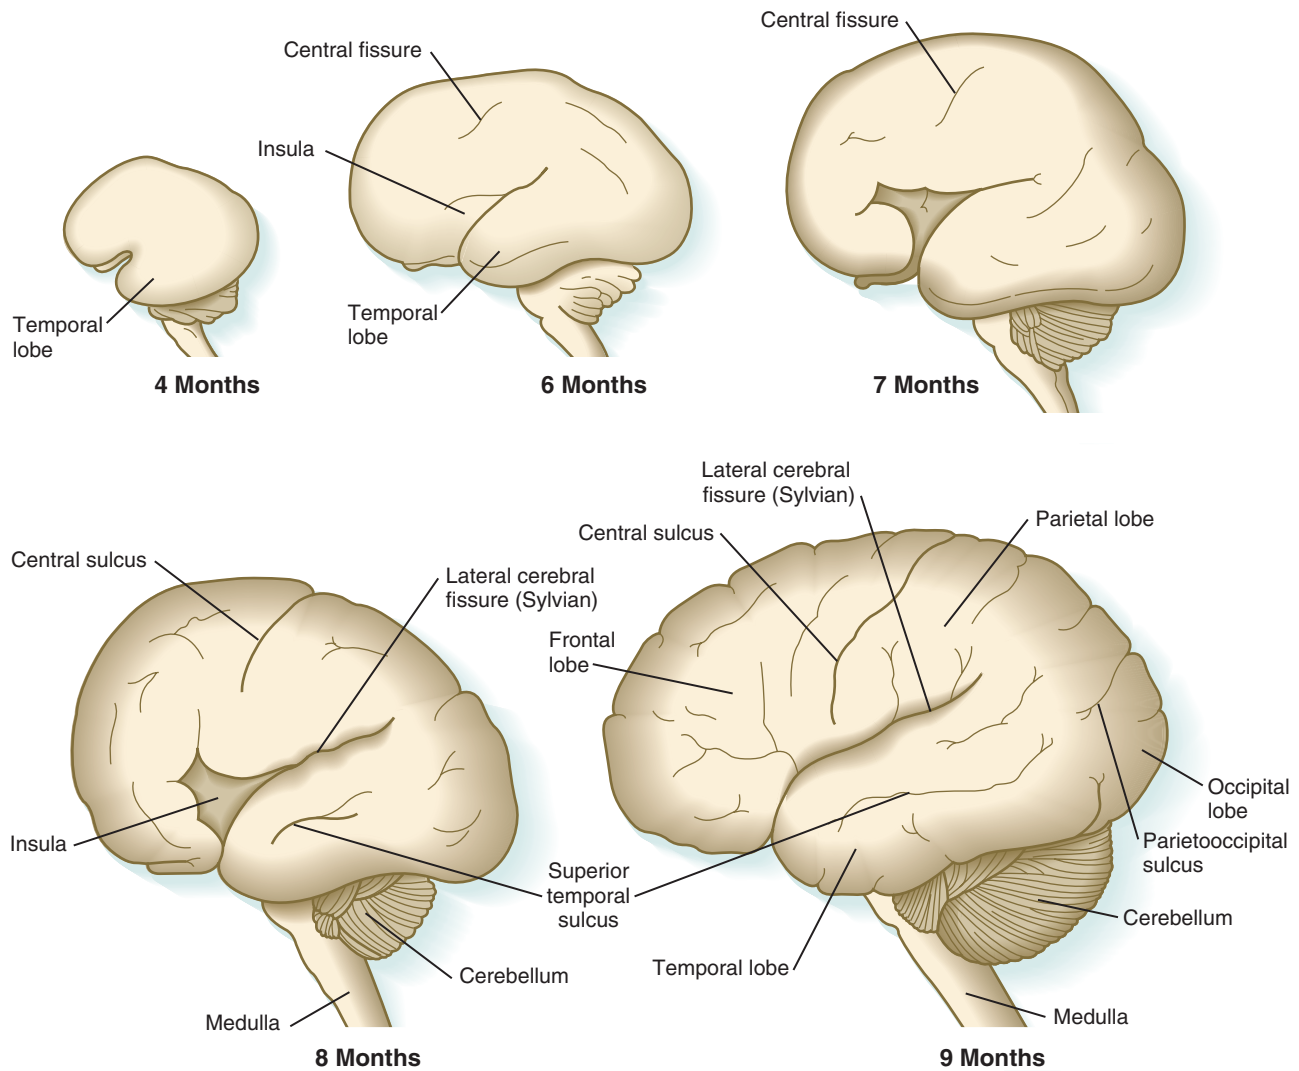 Central fissure
Insula
Temporal
lobe
4 Months
Temporal
lobe
6 Months
Central fissure
7 Months
Central sulcus
Lateral cerebral
fissure (Sylvian)
Insula
Superior
temporal
sulcus
Cerebellum
Medulla
8 Months
Lateral cerebral
fissure (Sylvian)
Central sulcus
Parietal lobe
Frontal
lobe
Occipital
lobe
Parietooccipital
sulcus
Cerebellum
Temporal lobe
Medulla
9 Months